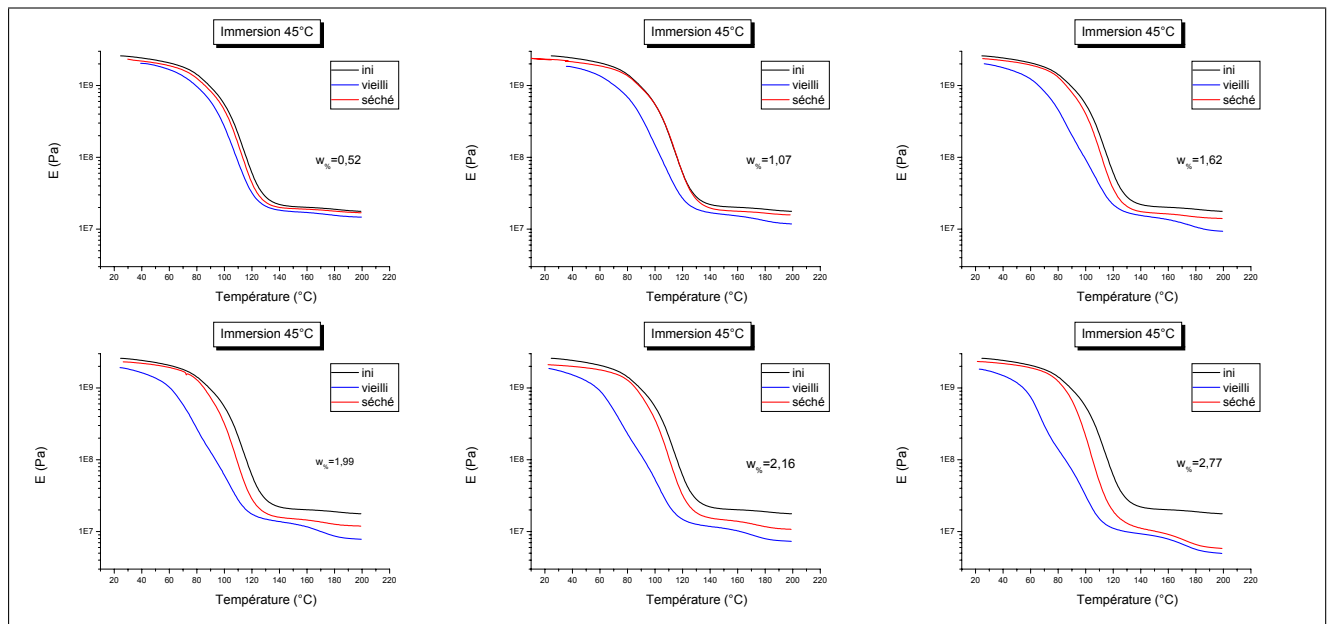 Immersion 45°C
ini
vieilli
séché
w%=0,52
E (Pa)
1E9
1E8
1E7
20 40 60 80 100 120 140 160 180 200 220
Température (°C)
Immersion 45°C
ini
vieilli
séché
w%=1,07
E (Pa)
1E9
1E8
1E7
20 40 60 80 100 120 140 160 180 200 220
Température (°C)
Immersion 45°C
ini
vieilli
séché
w%=1,62
E (Pa)
1E9
1E8
1E7
20 40 60 80 100 120 140 160 180 200 220
Température (°C)
Immersion 45°C
ini
vieilli
séché
w%=1,99
E (Pa)
1E9
1E8
1E7
20 40 60 80 100 120 140 160 180 200 220
Température (°C)
Immersion 45°C
ini
vieilli
séché
w%=2,16
E (Pa)
1E9
1E8
1E7
20 40 60 80 100 120 140 160 180 200 220
Température (°C)
Immersion 45°C
ini
vieilli
séché
w%=2,77
E (Pa)
1E9
1E8
1E7
20 40 60 80 100 120 140 160 180 200 220
Température (°C)